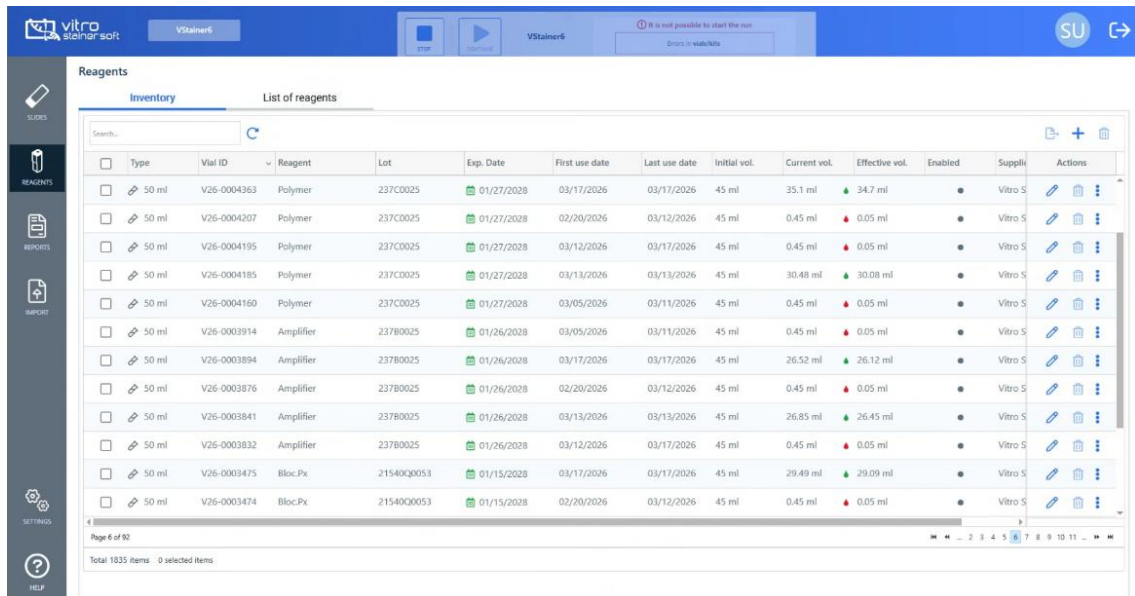 vitro
steiner soft
VStainer6
STOP
CONTINUE
VStainer6
It is not possible to start the run
Errors in vials/kits
SU
SLIDES
REAGENTS
REPORTS
IMPORT
SETTINGS
HELP
Reagents
Inventory List of reagents
Search...
Type Vial ID Reagent Lot Exp. Date First use date Last use date Initial vol. Current vol. Effective vol. Enabled Supplie Actions
50 ml V26-0004363 Polymer 237C0025 01/27/2028 03/17/2026 03/17/2026 45 ml 35.1 ml 34.7 ml Vitro S
50 ml V26-0004207 Polymer 237C0025 01/27/2028 02/20/2026 03/12/2026 45 ml 0.45 ml 0.05 ml Vitro S
50 ml V26-0004195 Polymer 237C0025 01/27/2028 03/12/2026 03/17/2026 45 ml 0.45 ml 0.05 ml Vitro S
50 ml V26-0004185 Polymer 237C0025 01/27/2028 03/13/2026 03/13/2026 45 ml 30.48 ml 30.08 ml Vitro S
50 ml V26-0004160 Polymer 237C0025 01/27/2028 03/05/2026 03/11/2026 45 ml 0.45 ml 0.05 ml Vitro S
50 ml V26-0003914 Amplifier 237B0025 01/26/2028 03/05/2026 03/11/2026 45 ml 0.45 ml 0.05 ml Vitro S
50 ml V26-0003894 Amplifier 237B0025 01/26/2028 03/17/2026 03/17/2026 45 ml 26.52 ml 26.12 ml Vitro S
50 ml V26-0003876 Amplifier 237B0025 01/26/2028 02/20/2026 03/12/2026 45 ml 0.45 ml 0.05 ml Vitro S
50 ml V26-0003841 Amplifier 237B0025 01/26/2028 03/13/2026 03/13/2026 45 ml 26.85 ml 26.45 ml Vitro S
50 ml V26-0003832 Amplifier 237B0025 01/26/2028 03/12/2026 03/17/2026 45 ml 0.45 ml 0.05 ml Vitro S
50 ml V26-0003475 Bloc.Px 21540Q0053 01/15/2028 03/17/2026 03/17/2026 45 ml 29.49 ml 29.09 ml Vitro S
50 ml V26-0003474 Bloc.Px 21540Q0053 01/15/2028 02/20/2026 03/12/2026 45 ml 0.45 ml 0.05 ml Vitro S
Page 6 of 92 ... 2 3 4 5 6 7 8 9 10 11 ...
Total 1835 items 0 selected items